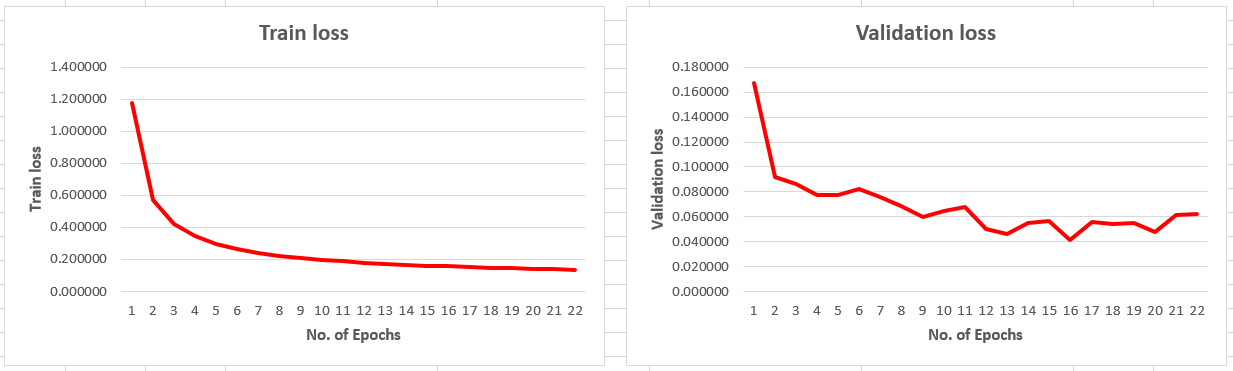 Train loss
1.400000
1.200000
1.000000
0.800000
0.600000
0.400000
0.200000
0.000000
Train loss
1 2 3 4 5 6 7 8 9 10 11 12 13 14 15 16 17 18 19 20 21 22
No. of Epochs
Validation loss
0.180000
0.160000
0.140000
0.120000
0.100000
0.080000
0.060000
0.040000
0.020000
0.000000
Validation loss
1 2 3 4 5 6 7 8 9 10 11 12 13 14 15 16 17 18 19 20 21 22
No. of Epochs